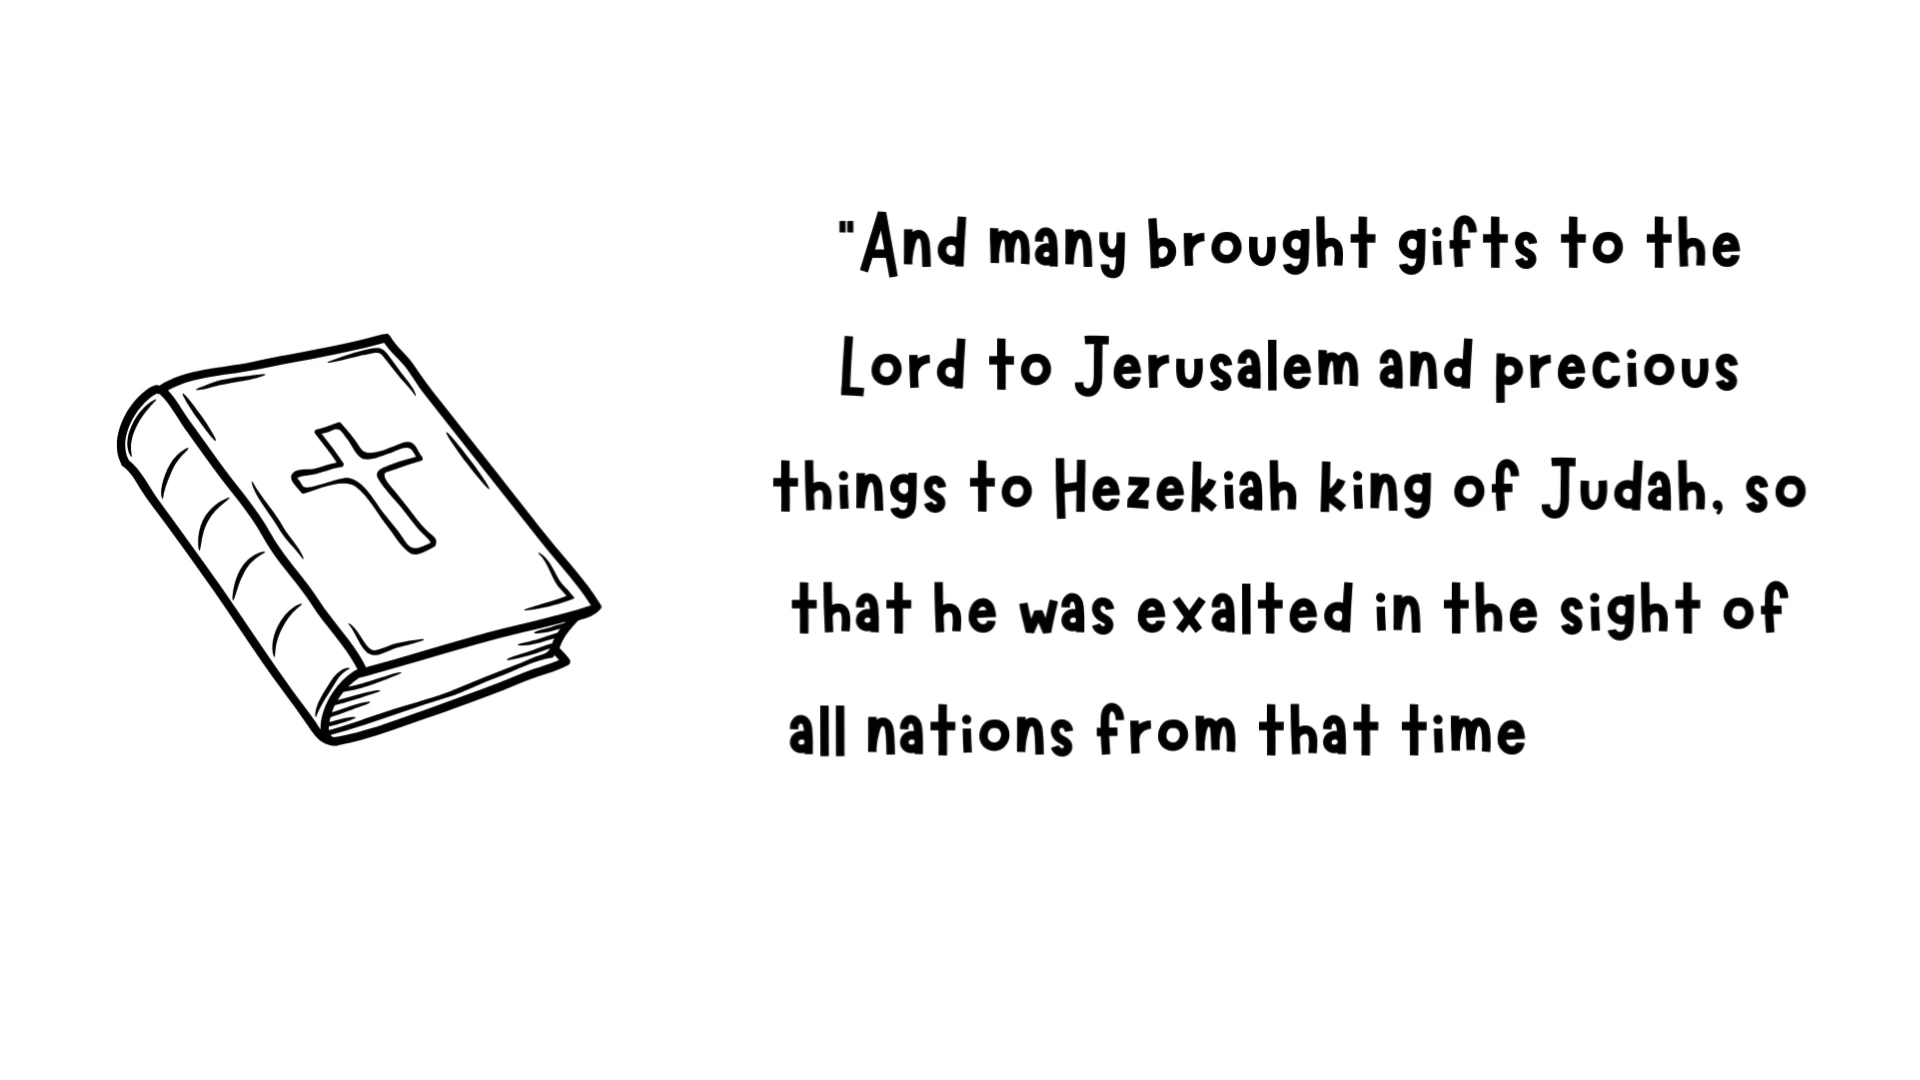 "And many brought gifts to the
Lord to Jerusalem and precious
things to Hezekiah king of Judah, so
that he was exalted in the sight of
all nations from that time